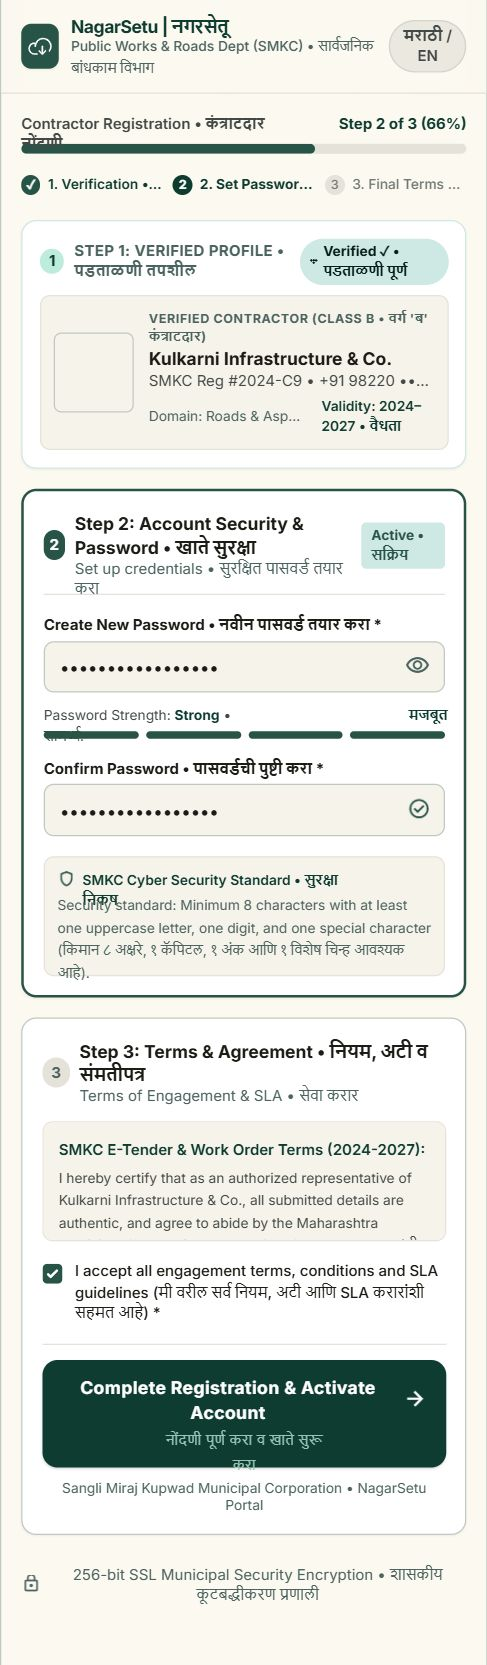 NagarSetu | नगरसेतू
Public Works & Roads Dept (SMKC) • सार्वजनिक
बांधकाम विभाग
मराठी /
EN
Contractor Registration • कंत्राटदार
नोंदणी
Step 2 of 3 (66%)
1. Verification •...
2 2. Set Passwor...
3 3. Final Terms ...
1
STEP 1: VERIFIED PROFILE •
पडताळणी तपशील
Verified ✓ •
पडताळणी पूर्ण
VERIFIED CONTRACTOR (CLASS B • वर्ग 'ब'
कंत्राटदार)
Kulkarni Infrastructure & Co.
SMKC Reg #2024-C9 • +91 98220 ••...
Domain: Roads & Asp...
Validity: 2024–
2027 • वैधता
2
Step 2: Account Security &
Password • खाते सुरक्षा
Set up credentials • सुरक्षित पासवर्ड तयार
करा
Active •
सक्रिय
Create New Password • नवीन पासवर्ड तयार करा *
••••••••••••••••
Password Strength: Strong •
मजबूत
Confirm Password • पासवर्डची पुष्टी करा *
••••••••••••••••
SMKC Cyber Security Standard • सुरक्षा
निकष
Security standard: Minimum 8 characters with at least
one uppercase letter, one digit, and one special character
(किमान ८ अक्षरे, १ कॅपिटल, १ अंक आणि १ विशेष चिन्ह आवश्यक
आहे).
3
Step 3: Terms & Agreement • नियम, अटी व
संमतीपत्र
Terms of Engagement & SLA • सेवा करार
SMKC E-Tender & Work Order Terms (2024-2027):
I hereby certify that as an authorized representative of
Kulkarni Infrastructure & Co., all submitted details are
authentic, and agree to abide by the Maharashtra
I accept all engagement terms, conditions and SLA
guidelines (मी वरील सर्व नियम, अटी आणि SLA करारांशी
सहमत आहे) *
Complete Registration & Activate
Account
नोंदणी पूर्ण करा व खाते सुरू
करा
Sangli Miraj Kupwad Municipal Corporation • NagarSetu
Portal
256-bit SSL Municipal Security Encryption • शासकीय
कूटबद्धीकरण प्रणाली